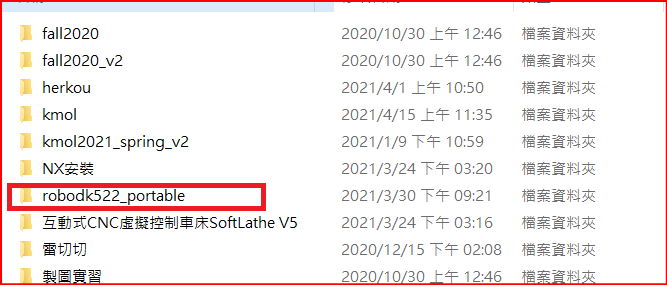 fall2020 2020/10/30 上午 12:46 檔案資料夾
fall2020_v2 2020/10/30 上午 12:46 檔案資料夾
herkou 2021/4/1 上午 10:50 檔案資料夾
kmol 2021/4/15 上午 11:35 檔案資料夾
kmol2021_spring_v2 2021/1/9 下午 10:59 檔案資料夾
NX安裝 2021/3/24 下午 03:20 檔案資料夾
robodk522_portable 2021/3/30 下午 09:21 檔案資料夾
互動式CNC虛擬控制車床SoftLathe V5 2021/3/24 下午 03:16 檔案資料夾
雷切切 2020/12/15 下午 02:08 檔案資料夾
製圖實習 2020/10/30 上午 12:46 檔案資料夾